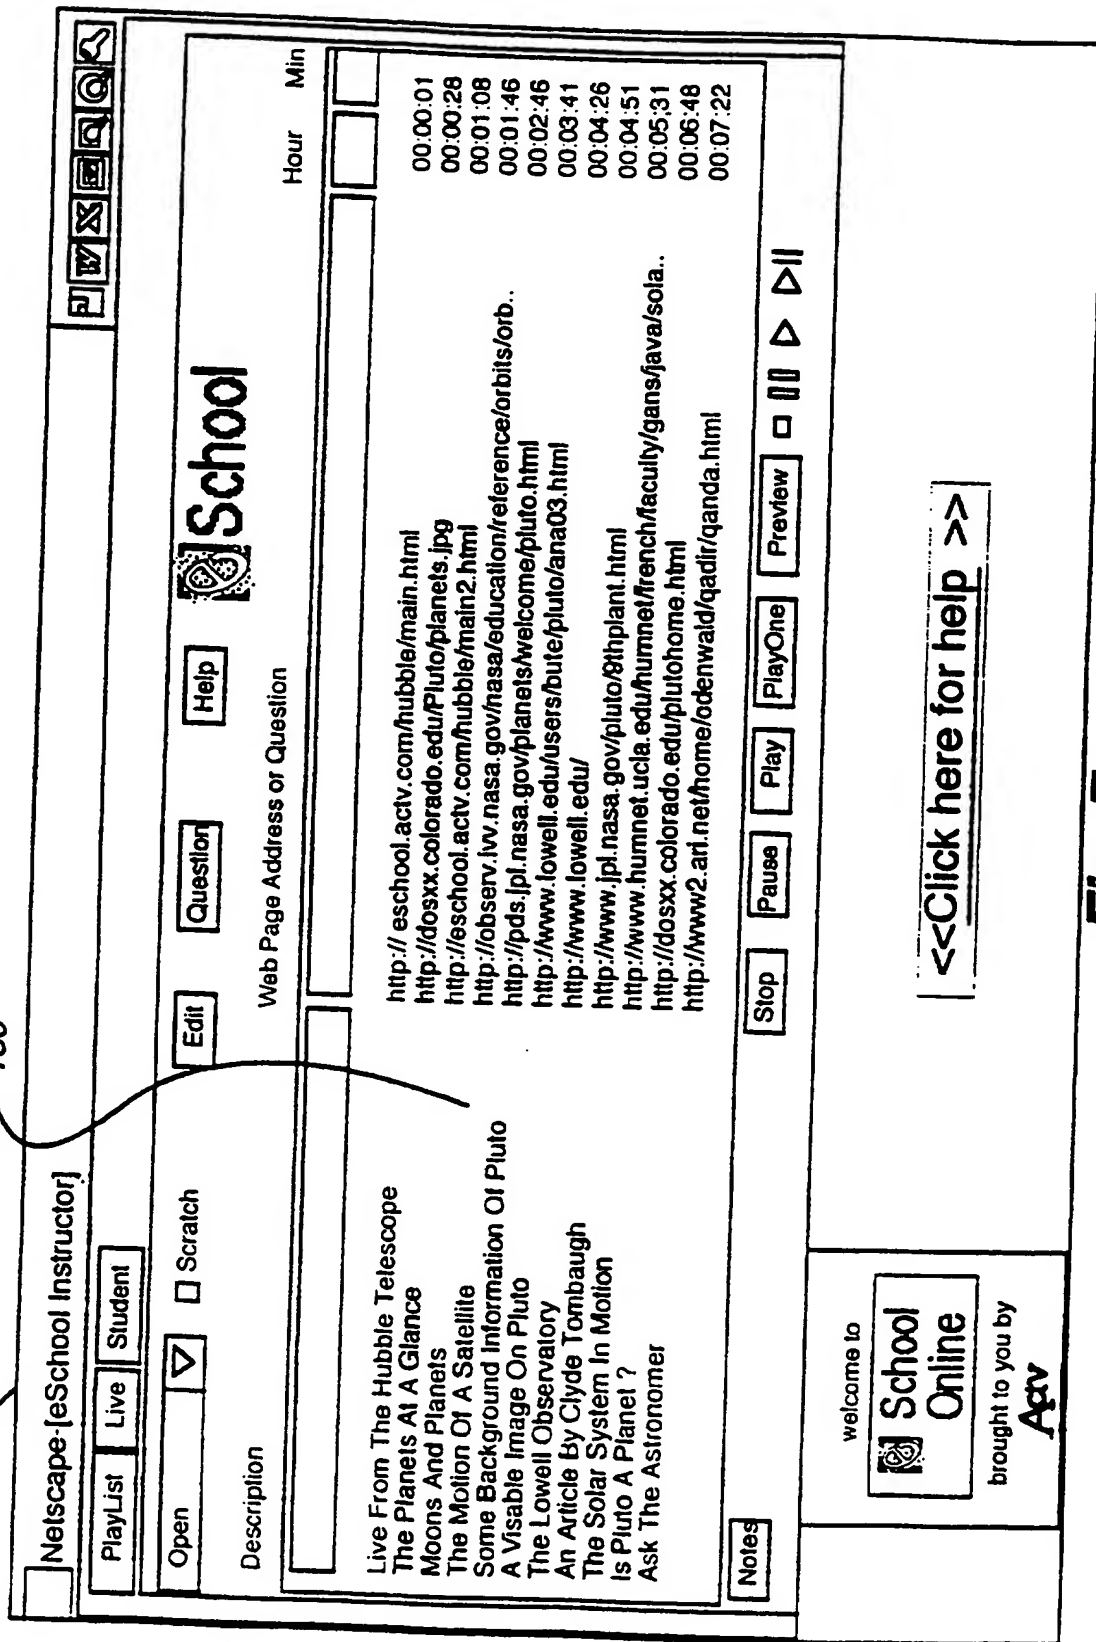 Netscape-[eSchool Instructor]
PlayList Live Student
Open Scratch Edit Question Help School
Description Web Page Address or Question Hour Min
Live From The Hubble Telescope http:// eschool.actv.com/hubble/main.html 00:00:01
The Planets At A Glance http://dosxx.colorado.edu/Pluto/planets.jpg 00:00:28
Moons And Planets http://eschool.actv.com/hubble/main2.html 00:01:08
The Motion Of A Satellite http://observ.ivv.nasa.gov/nasa/education/reference/orbits/orb.. 00:01:46
Some Background Information Of Pluto http://pds.jpl.nasa.gov/planets/welcome/pluto.html 00:02:46
A Visable Image On Pluto http://www.lowell.edu/users/bute/pluto/ana03.html 00:03:41
The Lowell Observatory http://www.lowell.edu/ 00:04:26
An Article By Clyde Tombaugh http://www.jpl.nasa.gov/pluto/9thplant.html 00:04:51
The Solar System In Motion http://www.humnet.ucla.edu/humnet/french/faculty/gans/java/sola.. 00:05;31
Is Pluto A Planet ? http://dosxx.colorado.edu/plutohome.html 00:06:48
Ask The Astronomer http://www2.ari.net/home/odenwald/qadir/qanda.html 00:07:22
Notes Stop Pause Play PlayOne Preview
welcome to
School
Online
brought to you by
Actv
<<Click here for help >>